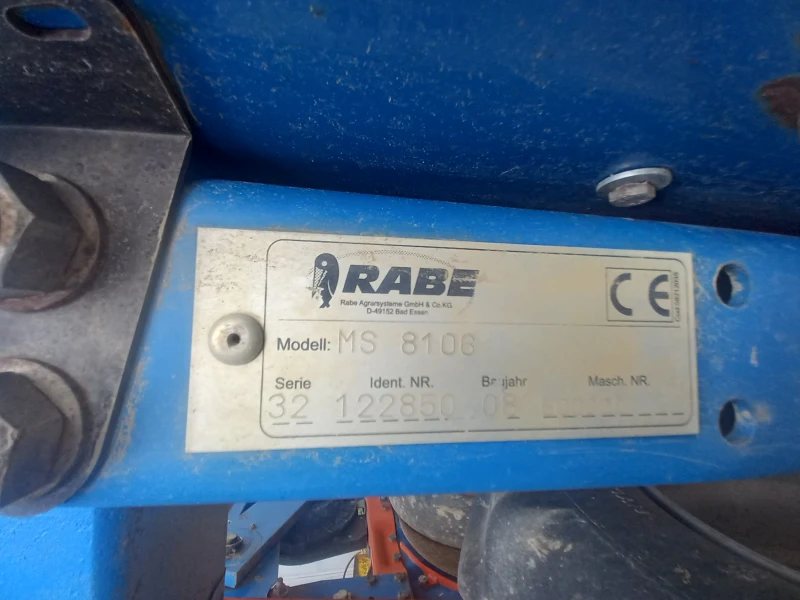 RABE
Rabe Agrarsysteme GmbH & Co.KG.
D-49152 Bad Essen
CE
Modell: MS 8106
Serie Ident. NR. Baujahr Masch. NR.
32 122850